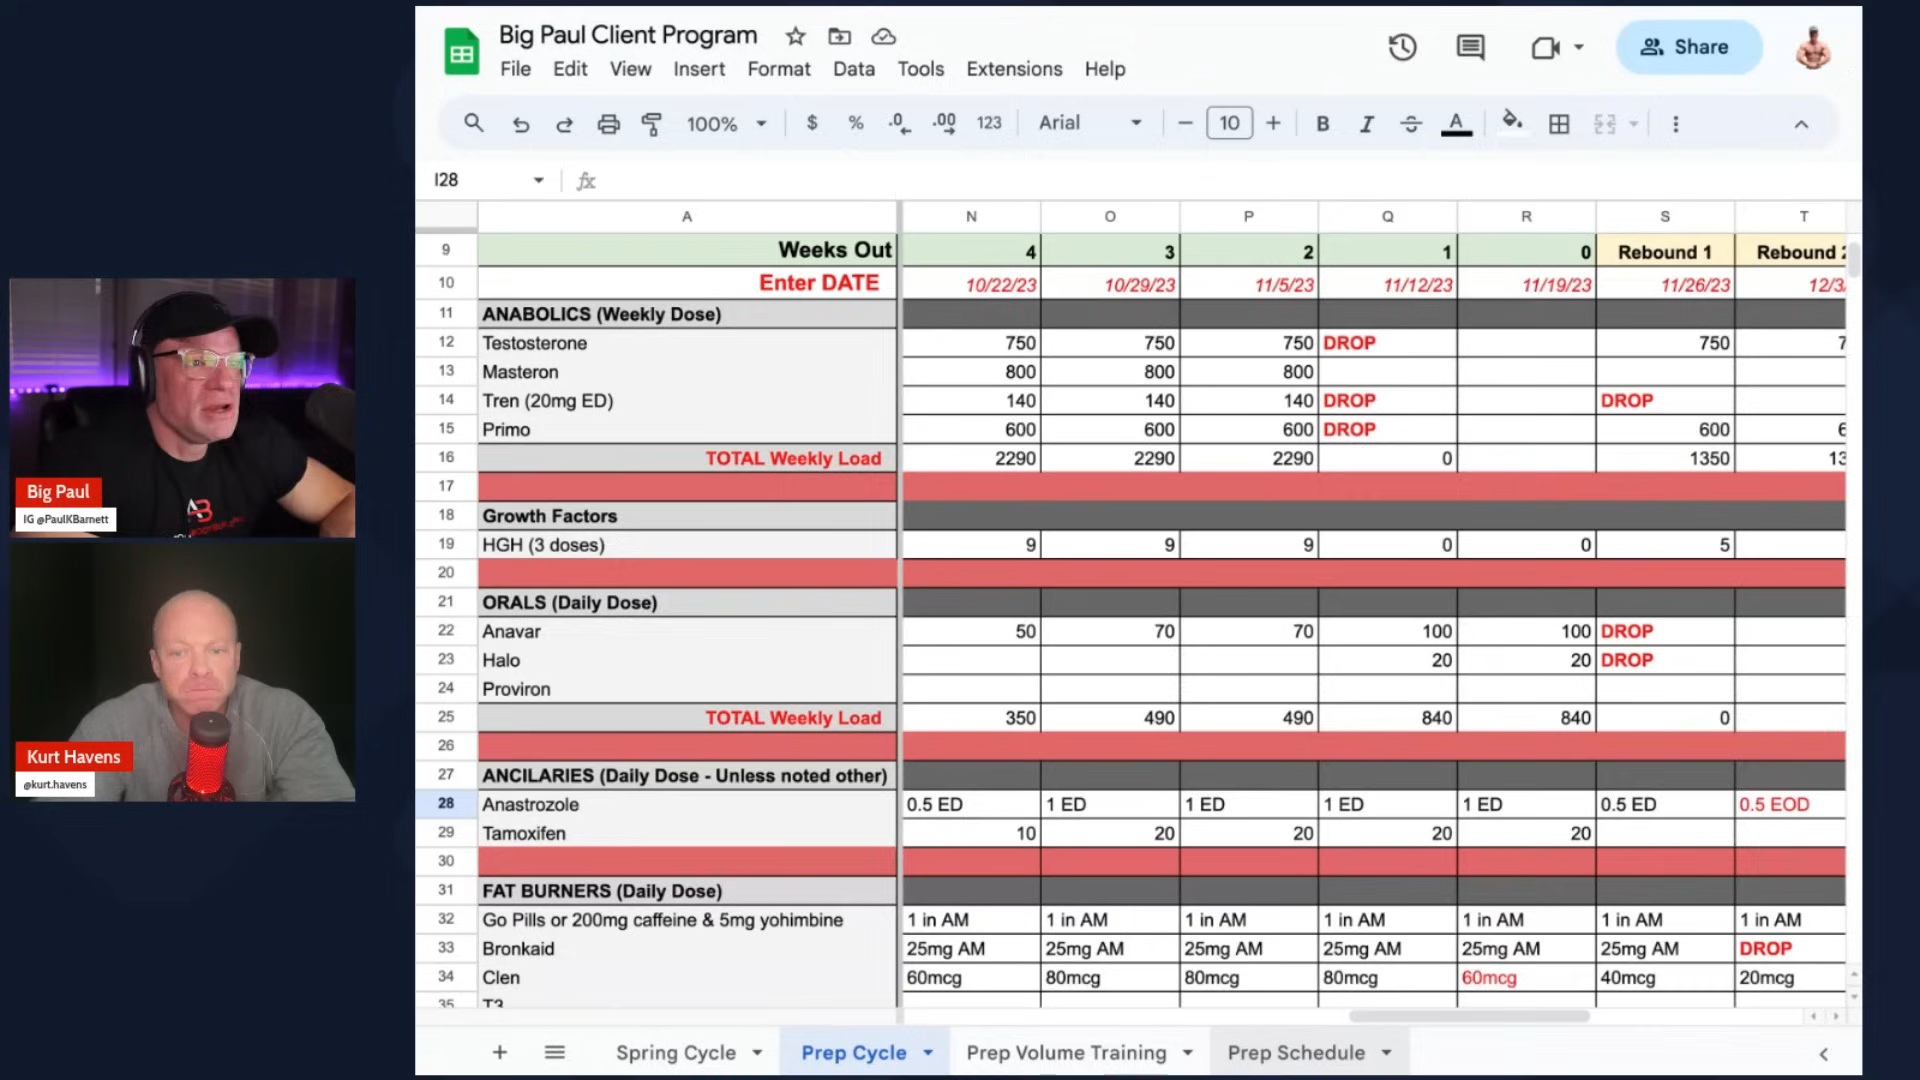 Big Paul Client Program
File Edit View Insert Format Data Tools Extensions Help
Share
100% $ % .0 .00 123 Arial 10 B I A
I28 fx
A N O P Q R S T
9 Weeks Out 4 3 2 1 0 Rebound 1 Rebound
10 Enter DATE 10/22/23 10/29/23 11/5/23 11/12/23 11/19/23 11/26/23 12/3/
11 ANABOLICS (Weekly Dose)
12 Testosterone 750 750 750 DROP 750 7
13 Masteron 800 800 800
14 Tren (20mg ED) 140 140 140 DROP DROP
15 Primo 600 600 600 DROP 600 6
16 TOTAL Weekly Load 2290 2290 2290 0 1350 13
17
18 Growth Factors
19 HGH (3 doses) 9 9 9 0 0 5
20
21 ORALS (Daily Dose)
22 Anavar 50 70 70 100 100 DROP
23 Halo 20 20 DROP
24 Proviron
25 TOTAL Weekly Load 350 490 490 840 840 0
26
27 ANCILARIES (Daily Dose - Unless noted other)
28 Anastrozole 0.5 ED 1 ED 1 ED 1 ED 1 ED 0.5 ED 0.5 EOD
29 Tamoxifen 10 20 20 20 20
30
31 FAT BURNERS (Daily Dose)
32 Go Pills or 200mg caffeine & 5mg yohimbine 1 in AM 1 in AM 1 in AM 1 in AM 1 in AM 1 in AM 1 in AM
33 Bronkaid 25mg AM 25mg AM 25mg AM 25mg AM 25mg AM 25mg AM DROP
34 Clen 60mcg 80mcg 80mcg 80mcg 60mcg 40mcg 20mcg
35 T3
Spring Cycle Prep Cycle Prep Volume Training Prep Schedule
AB
Big Paul
IG @PaulKBarnett
Kurt Havens
@kurt.havens